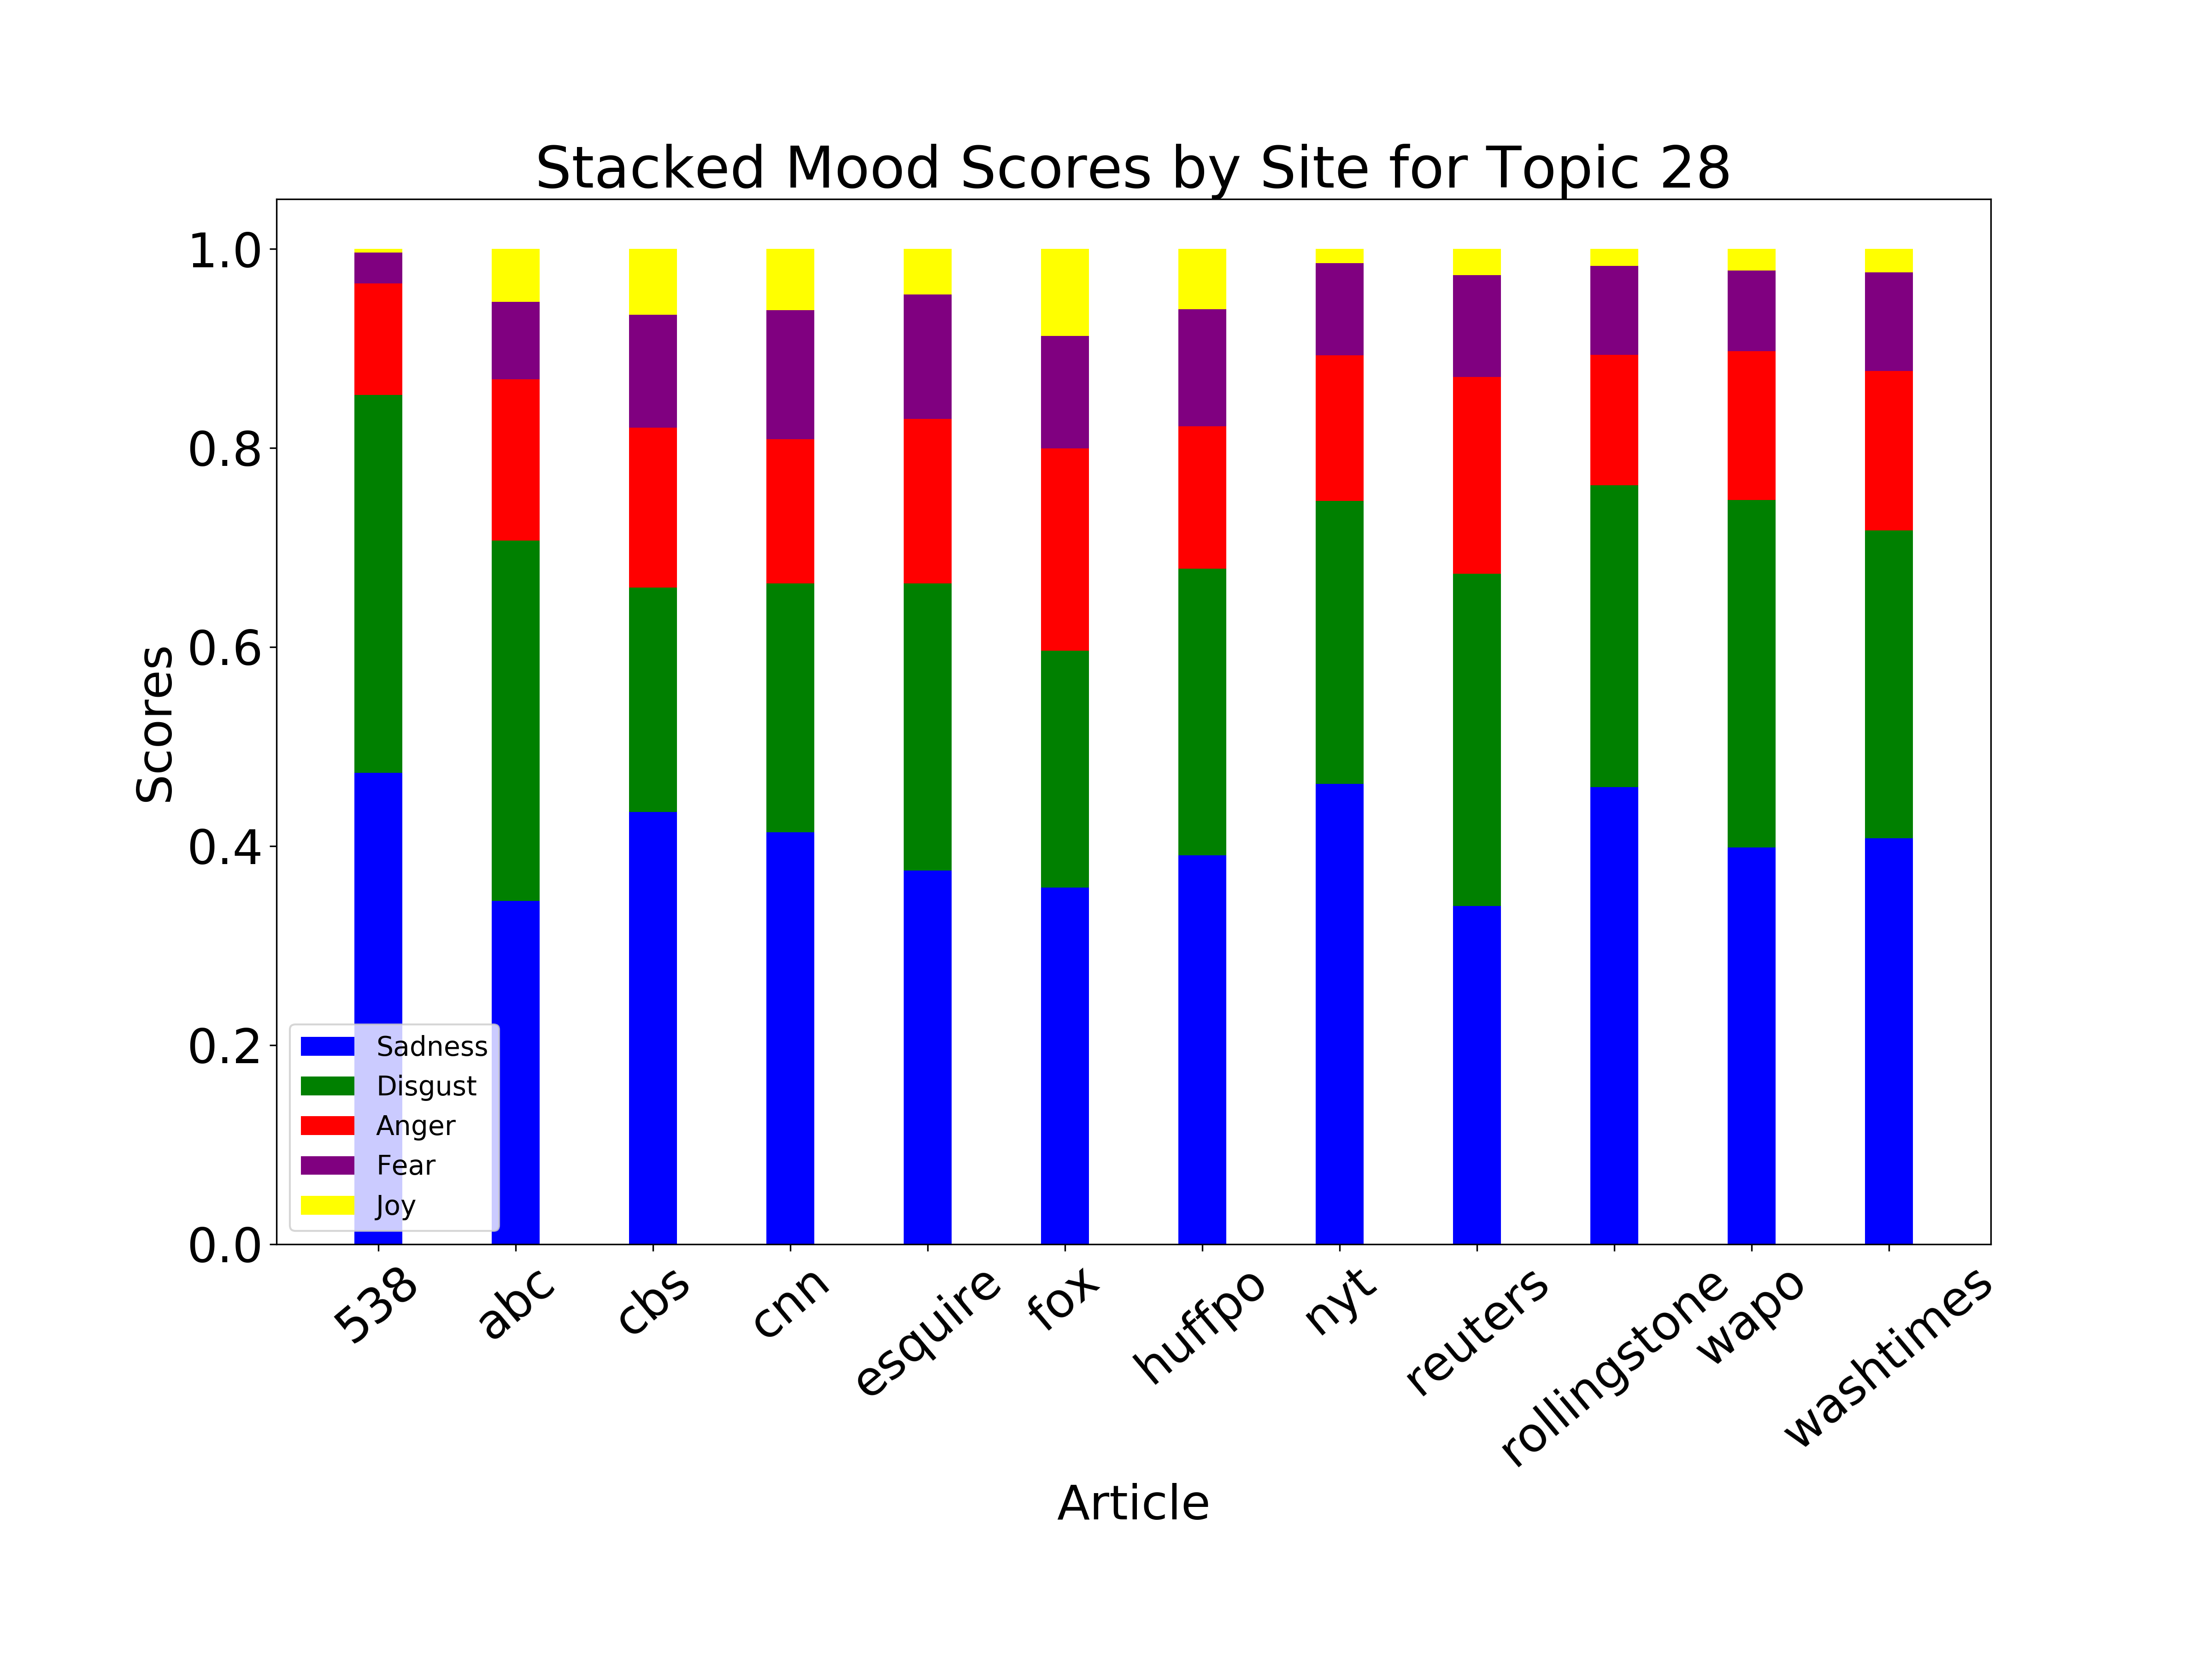 Stacked Mood Scores by Site for Topic 28
Scores
1.0
0.8
0.6
0.4
0.2
0.0
Sadness
Disgust
Anger
Fear
Joy
538
abc
cbs
cnn
esquire
fox
huffpo
nyt
reuters
rollingstone
wapo
washtimes
Article